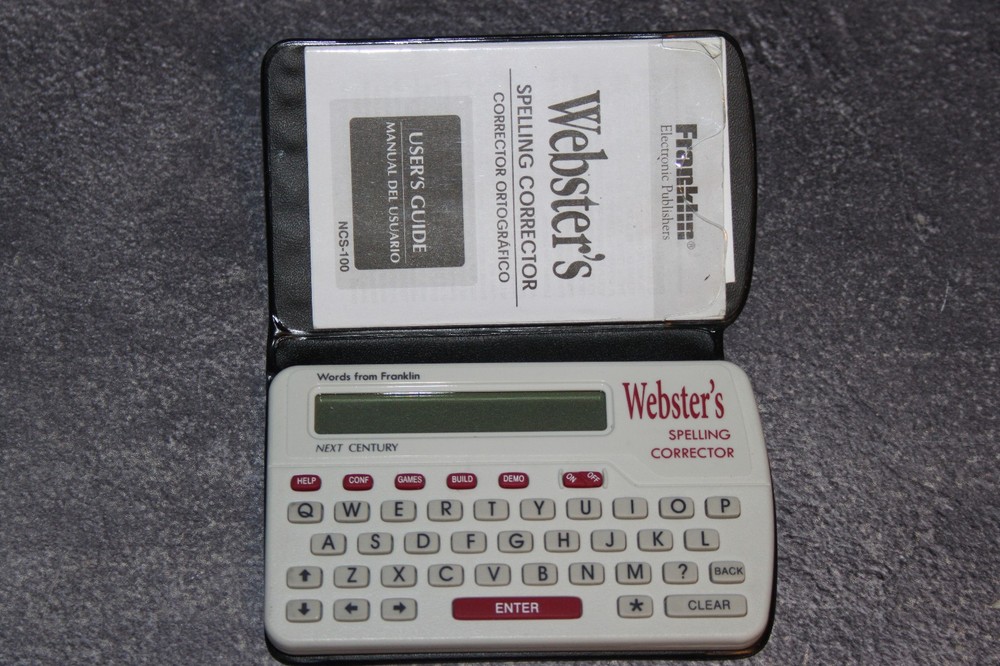 Franklin®
Electronic Publishers
Webster's
SPELLING CORRECTOR
CORRECTOR ORTOGRÁFICO
USER'S GUIDE
MANUAL DEL USUARIO
NCS-100
Words from Franklin
Webster's
SPELLING
CORRECTOR
NEXT CENTURY
HELP CONF GAMES BUILD DEMO ON OFF
Q W E R T Y U I O P
A S D F G H J K L
↑ Z X C V B N M ? BACK
↓ ← → ENTER * CLEAR